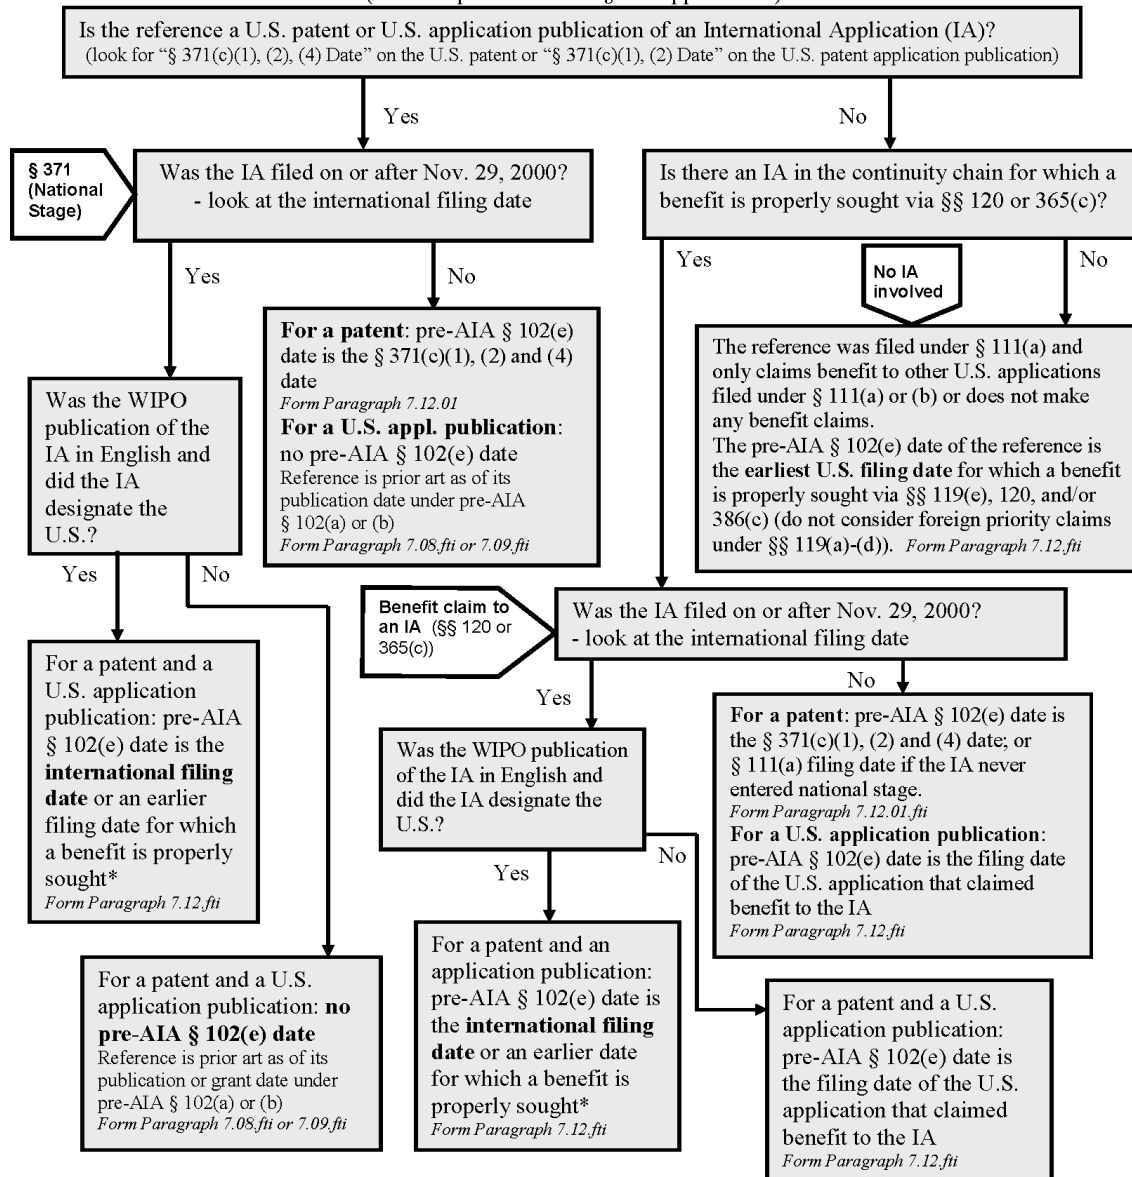 Is the reference a U.S. patent or U.S. application publication of an International Application (IA)?
(look for “§ 371(c)(1), (2), (4) Date” on the U.S. patent or “§ 371(c)(1), (2) Date” on the U.S. patent application publication)
Yes
No
§ 371
(National
Stage)
Was the IA filed on or after Nov. 29, 2000?
- look at the international filing date
Is there an IA in the continuity chain for which a
benefit is properly sought via §§ 120 or 365(c)?
Yes
No
Yes
No IA
involved
No
For a patent: pre-AIA § 102(e)
date is the § 371(c)(1), (2) and (4)
date
Form Paragraph 7.12.01
For a U.S. appl. publication:
no pre-AIA § 102(e) date
Reference is prior art as of its
publication date under pre-AIA
§ 102(a) or (b)
Form Paragraph 7.08.fti or 7.09.fti
The reference was filed under § 111(a) and
only claims benefit to other U.S. applications
filed under § 111(a) or (b) or does not make
any benefit claims.
The pre-AIA § 102(e) date of the reference is
the earliest U.S. filing date for which a benefit
is properly sought via §§ 119(e), 120, and/or
386(c) (do not consider foreign priority claims
under §§ 119(a)-(d)). Form Paragraph 7.12.fti
Was the WIPO
publication of the
IA in English and
did the IA
designate the
U.S.?
Yes
No
Benefit claim to
an IA (§§ 120 or
365(c))
Was the IA filed on or after Nov. 29, 2000?
- look at the international filing date
Yes
No
For a patent and a
U.S. application
publication: pre-AIA
§ 102(e) date is the
international filing
date or an earlier
filing date for which
a benefit is properly
sought*
Form Paragraph 7.12.fti
Was the WIPO publication
of the IA in English and
did the IA designate the
U.S.?
For a patent: pre-AIA § 102(e) date is
the § 371(c)(1), (2) and (4) date; or
§ 111(a) filing date if the IA never
entered national stage.
Form Paragraph 7.12.01.fti
For a U.S. application publication:
pre-AIA § 102(e) date is the filing date
of the U.S. application that claimed
benefit to the IA
Form Paragraph 7.12.fti
Yes
No
For a patent and a U.S.
application publication: no
pre-AIA § 102(e) date
Reference is prior art as of its
publication or grant date under
pre-AIA § 102(a) or (b)
Form Paragraph 7.08.fti or 7.09.fti
For a patent and an
application publication:
pre-AIA § 102(e) date is
the international filing
date or an earlier date
for which a benefit is
properly sought*
Form Paragraph 7.12.fti
For a patent and a U.S.
application publication:
pre-AIA § 102(e) date is
the filing date of the U.S.
application that claimed
benefit to the IA
Form Paragraph 7.12.fti